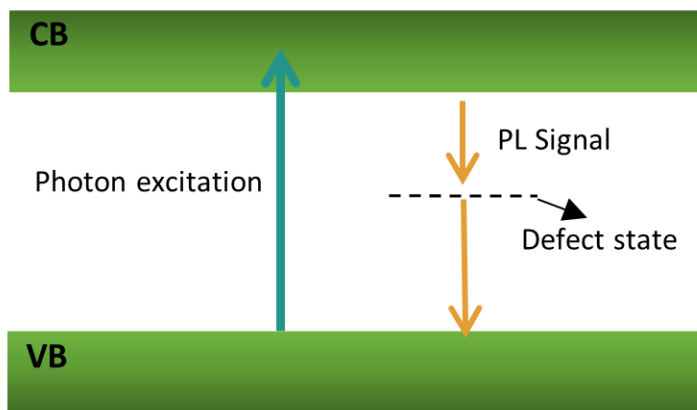 CB
PL Signal
Photon excitation
Defect state
VB